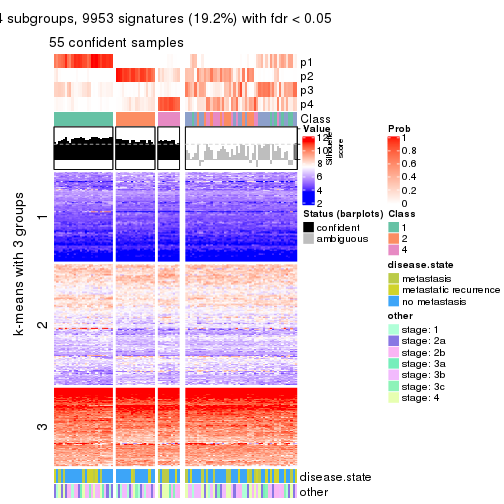 4 subgroups, 9953 signatures (19.2%) with fdr < 0.05
55 confident samples
p1
p2
p3
p4
Class
Silhouette
score
k-means with 3 groups
1
2
3
Value
12
10
8
6
4
2
Prob
1
0.8
0.6
0.4
0.2
0
Status (barplots)
confident
ambiguous
Class
1
2
4
disease.state
metastasis
metastatic recurrence
no metastasis
other
stage: 1
stage: 2a
stage: 2b
stage: 3a
stage: 3b
stage: 3c
stage: 4
disease.state
other